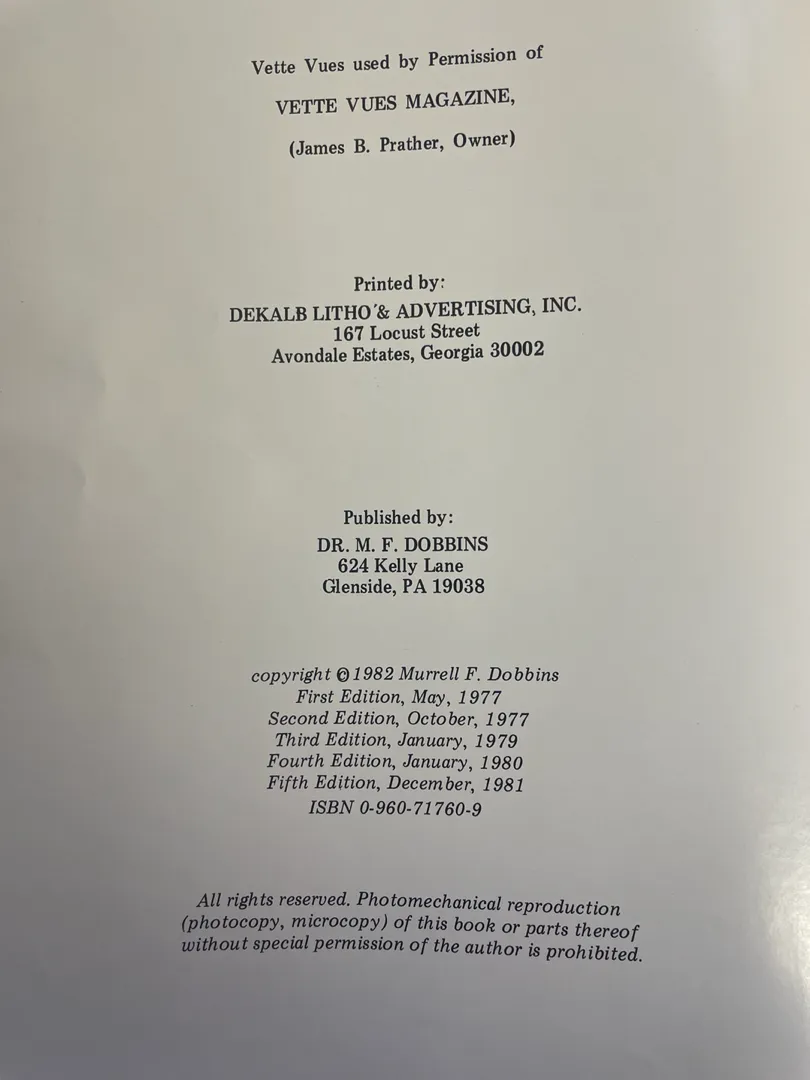 Vette Vues used by Permission of
VETTE VUES MAGAZINE,
(James B. Prather, Owner)
Printed by:
DEKALB LITHO'& ADVERTISING, INC.
167 Locust Street
Avondale Estates, Georgia 30002
Published by:
DR. M. F. DOBBINS
624 Kelly Lane
Glenside, PA 19038
copyright © 1982 Murrell F. Dobbins
First Edition, May, 1977
Second Edition, October, 1977
Third Edition, January, 1979
Fourth Edition, January, 1980
Fifth Edition, December, 1981
ISBN 0-960-71760-9
All rights reserved. Photomechanical reproduction
(photocopy, microcopy) of this book or parts thereof
without special permission of the author is prohibited.